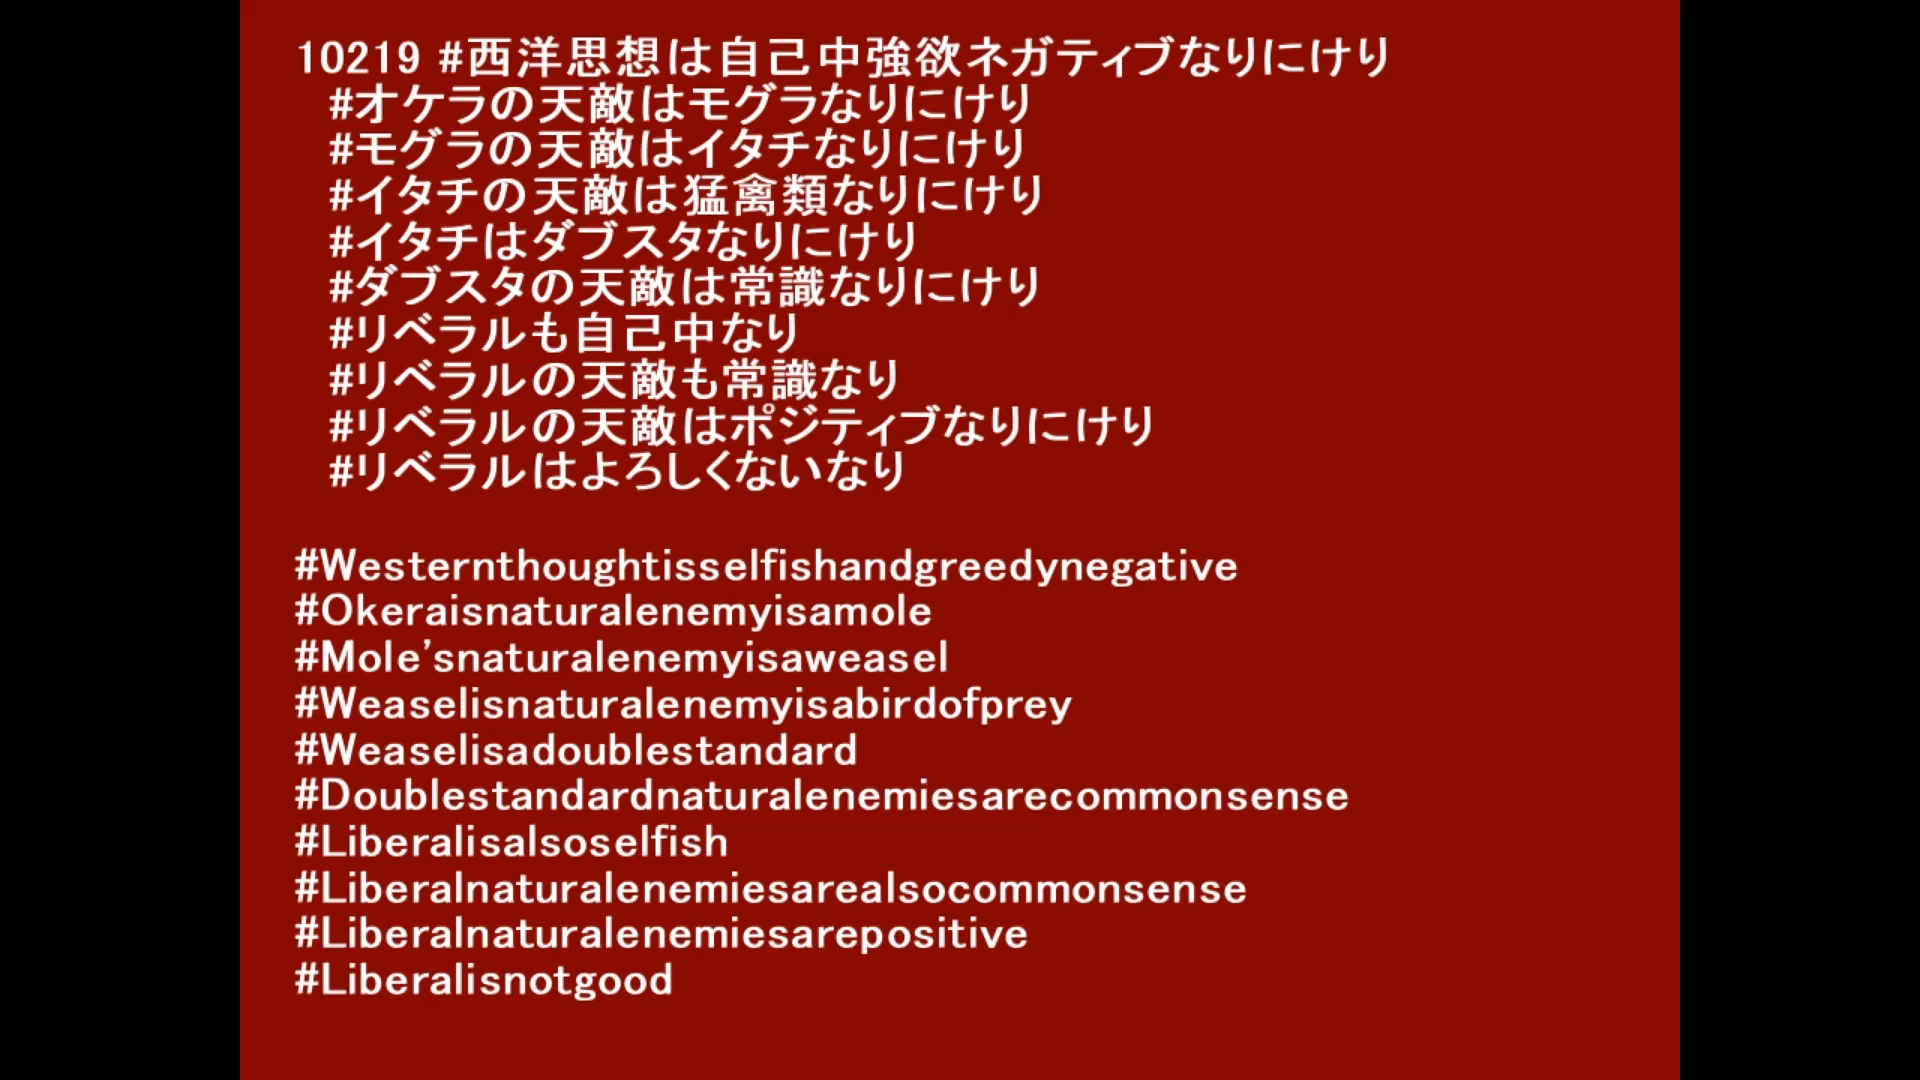 10219 #西洋思想は自己中強欲ネガティブなりにけり
#オケラの天敵はモグラなりにけり
#モグラの天敵はイタチなりにけり
#イタチの天敵は猛禽類なりにけり
#イタチはダブスタなりにけり
#ダブスタの天敵は常識なりにけり
#リベラルも自己中なり
#リベラルの天敵も常識なり
#リベラルの天敵はポジティブなりにけり
#リベラルはよろしくないなり
#Westernthoughtisselfishandgreedynegative
#Okeraisnaturalenemyisamole
#Mole'snaturalenemyisaweasel
#Weaselisnaturalenemyisabirdofprey
#Weaselisadoublestandard
#Doublestandardnaturalenemiesarecommonsense
#Liberalisalsoselfish
#Liberalnaturalenemiesarealsocommonsense
#Liberalnaturalenemiesarepositive
#Liberalisnotgood